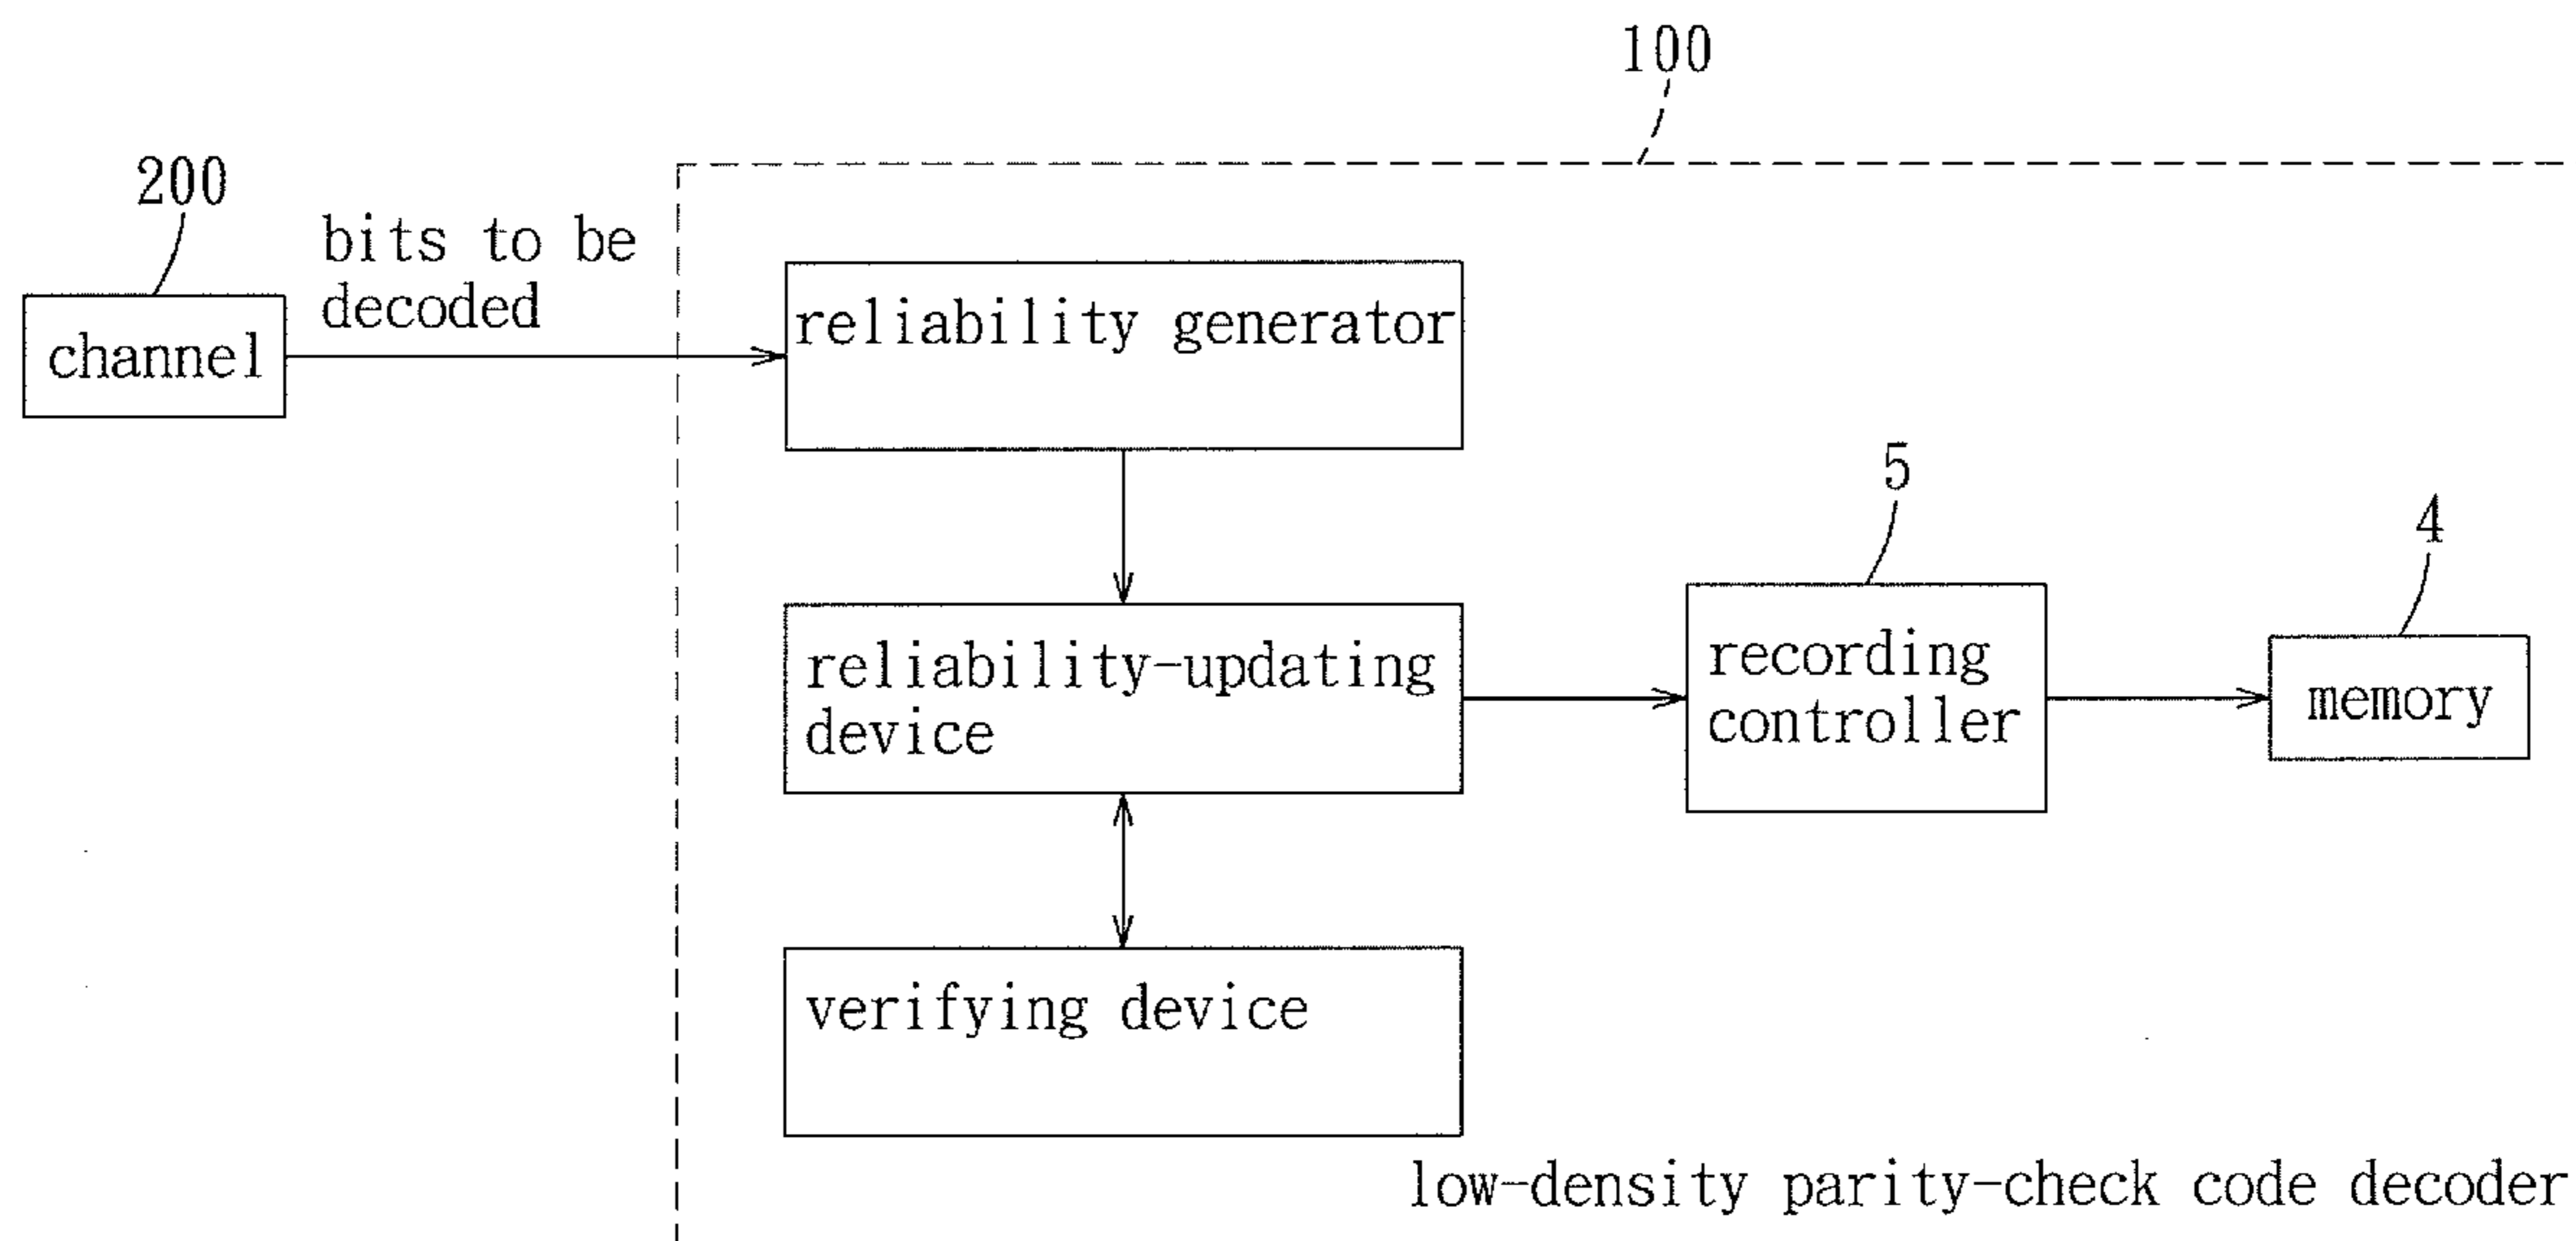 100
200
bits to be
decoded
channel
reliability generator
5
4
reliability-updating
device
recording
controller
memory
verifying device
low-density parity-check code decoder